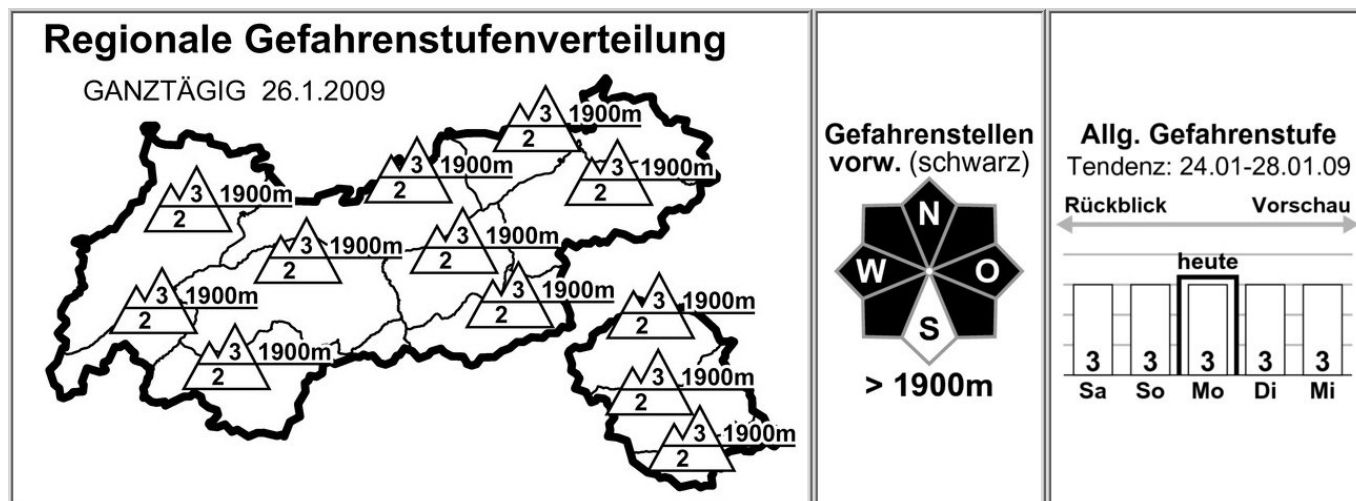 Regionale Gefahrenstufenverteilung
GANZTÄGIG 26.1.2009
3 1900m
2
3 1900m
2
3 1900m
2
3 1900m
2
3 1900m
2
3 1900m
2
3 1900m
2
3 1900m
2
3 1900m
2
3 1900m
2
3 1900m
2
3 1900m
2
3 1900m
2
Gefahrenstellen
vorw. (schwarz)
N
W O
S
> 1900m
Allg. Gefahrenstufe
Tendenz: 24.01-28.01.09
Rückblick Vorschau
heute
3 3 3 3 3
Sa So Mo Di Mi